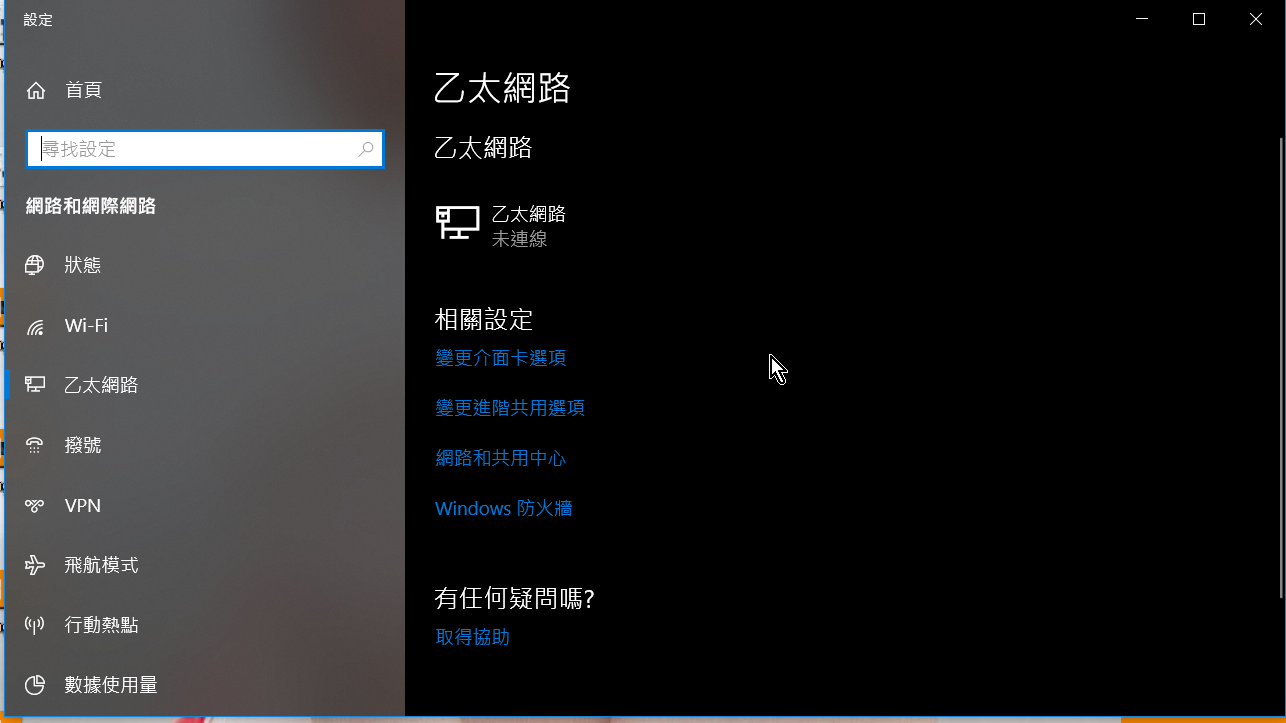 設定
首頁
尋找設定
網路和網際網路
狀態
Wi-Fi
乙太網路
撥號
VPN
飛航模式
行動熱點
數據使用量
乙太網路
乙太網路
乙太網路
未連線
相關設定
變更介面卡選項
變更進階共用選項
網路和共用中心
Windows 防火牆
有任何疑問嗎?
取得協助